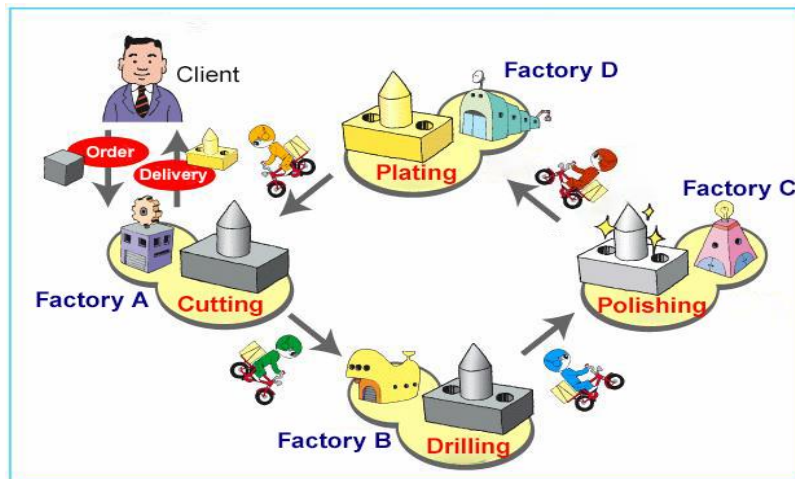 Client
Order
Delivery
Factory A
Cutting
Factory B
Drilling
Factory C
Polishing
Factory D
Plating